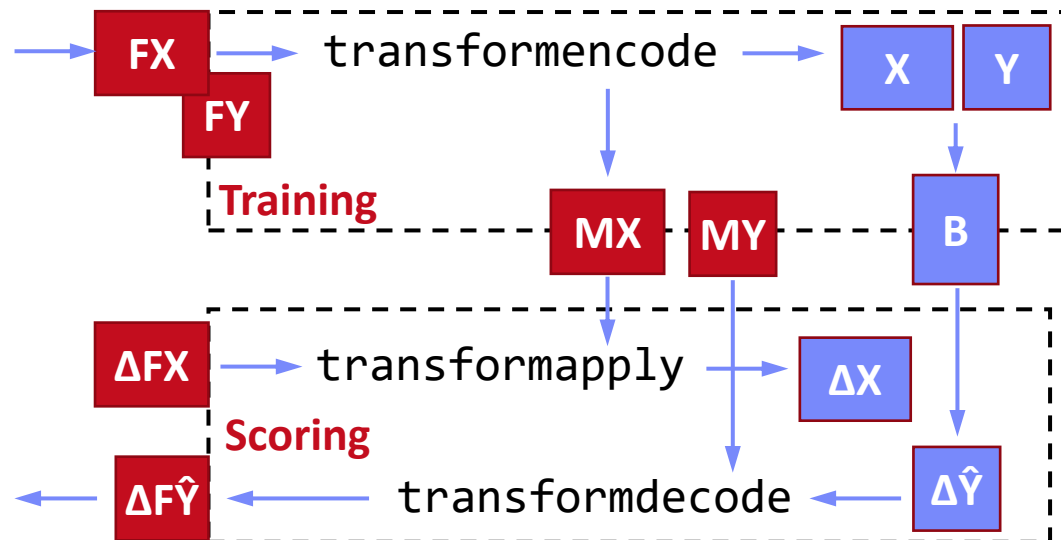 FX
transformencode
X
Y
FY
Training
MX
MY
B
ΔFX
transformapply
ΔX
Scoring
ΔFŶ
transformdecode
ΔŶ